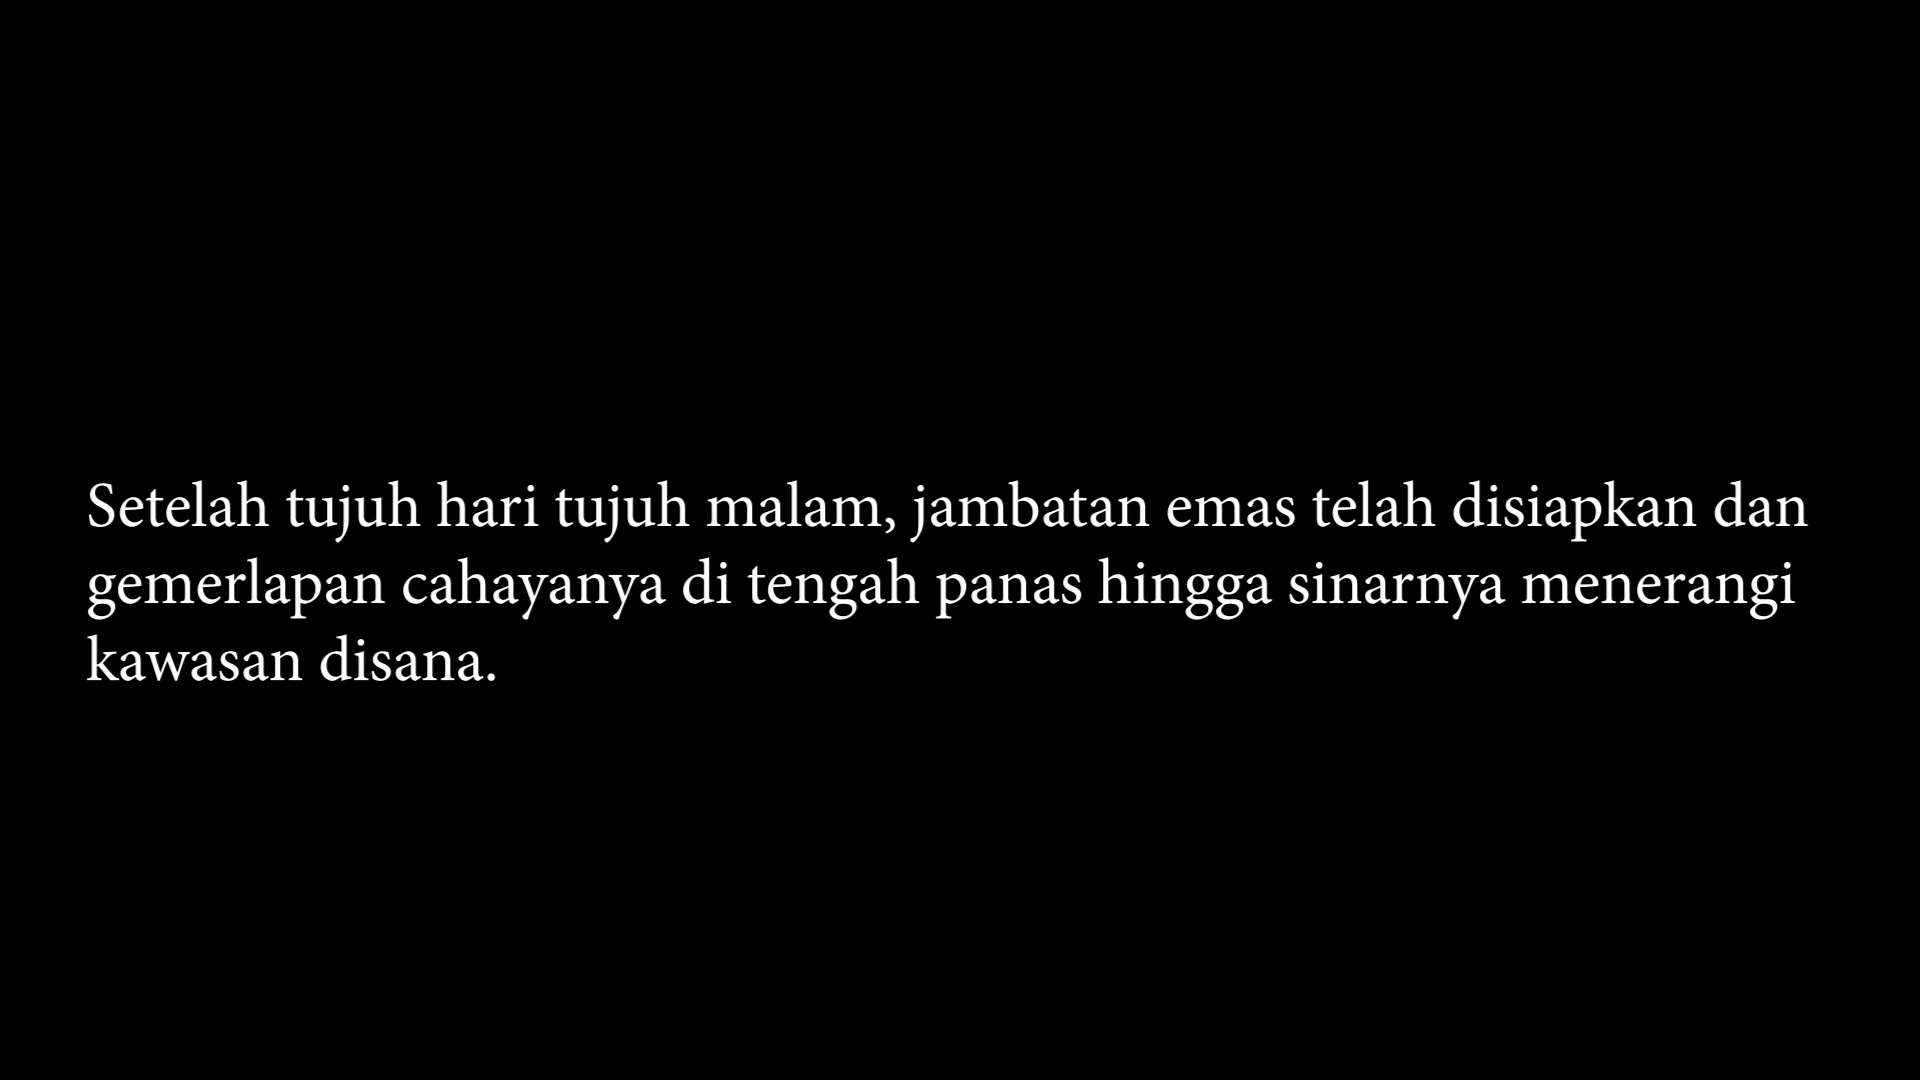 Setelah tujuh hari tujuh malam, jambatan emas telah disiapkan dan
gemerlapan cahayanya di tengah panas hingga sinarnya menerangi
kawasan disana.